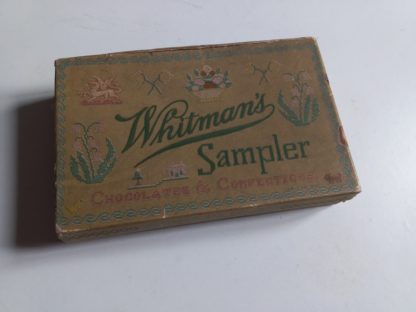 Whitman's
Sampler
CHOCOLATES & CONFECTIONS